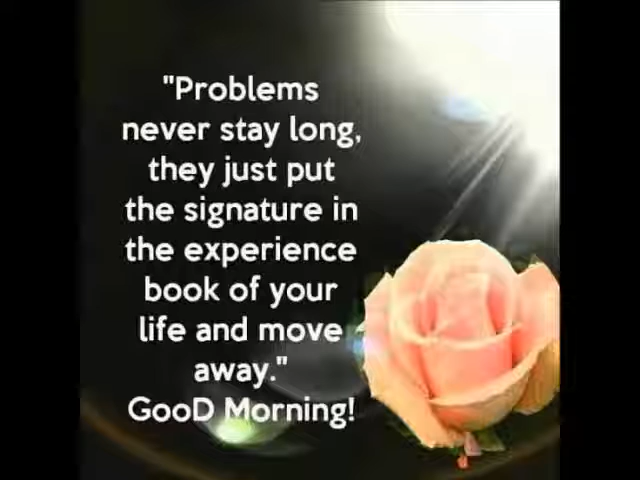 "Problems
never stay long,
they just put
the signature in
the experience
book of your
life and move
away."
GooD Morning!